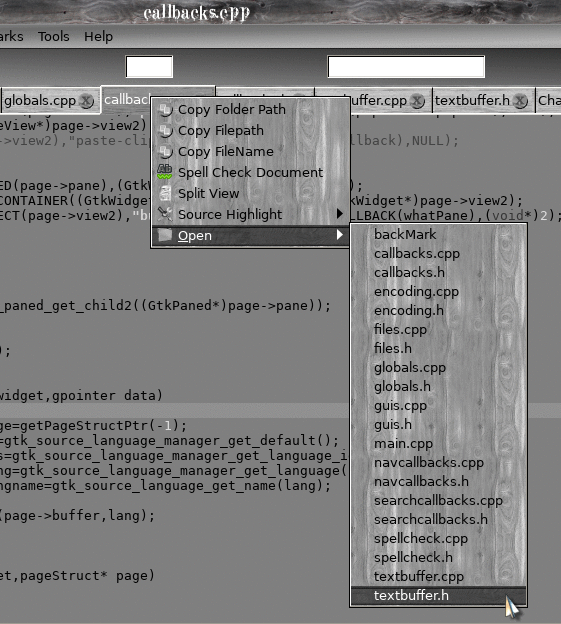 callbacks.cpp
arks Tools Help
globals.cpp
callbac
uffer.cpp
textbuffer.h
Cha
eView*)page->view2)
->view2),"paste-clip
lback),NULL);
ED(page->pane),(GtkW
);
CONTAINER((GtkWidget
kWidget*)page->view2);
ECT(page->view2),"bu
LLBACK(whatPane),(void*)2);
_paned_get_child2((GtkPaned*)page->pane));
);
widget,gpointer data)
ge=getPageStructPtr(-1);
=gtk_source_language_manager_get_default();
s=gtk_source_language_manager_get_language_i
ng=gtk_source_language_manager_get_language(
ngname=gtk_source_language_get_name(lang);
(page->buffer,lang);
et,pageStruct* page)
Copy Folder Path
Copy Filepath
Copy FileName
Spell Check Document
Split View
Source Highlight
Open
backMark
callbacks.cpp
callbacks.h
encoding.cpp
encoding.h
files.cpp
files.h
globals.cpp
globals.h
guis.cpp
guis.h
main.cpp
navcallbacks.cpp
navcallbacks.h
searchcallbacks.cpp
searchcallbacks.h
spellcheck.cpp
spellcheck.h
textbuffer.cpp
textbuffer.h